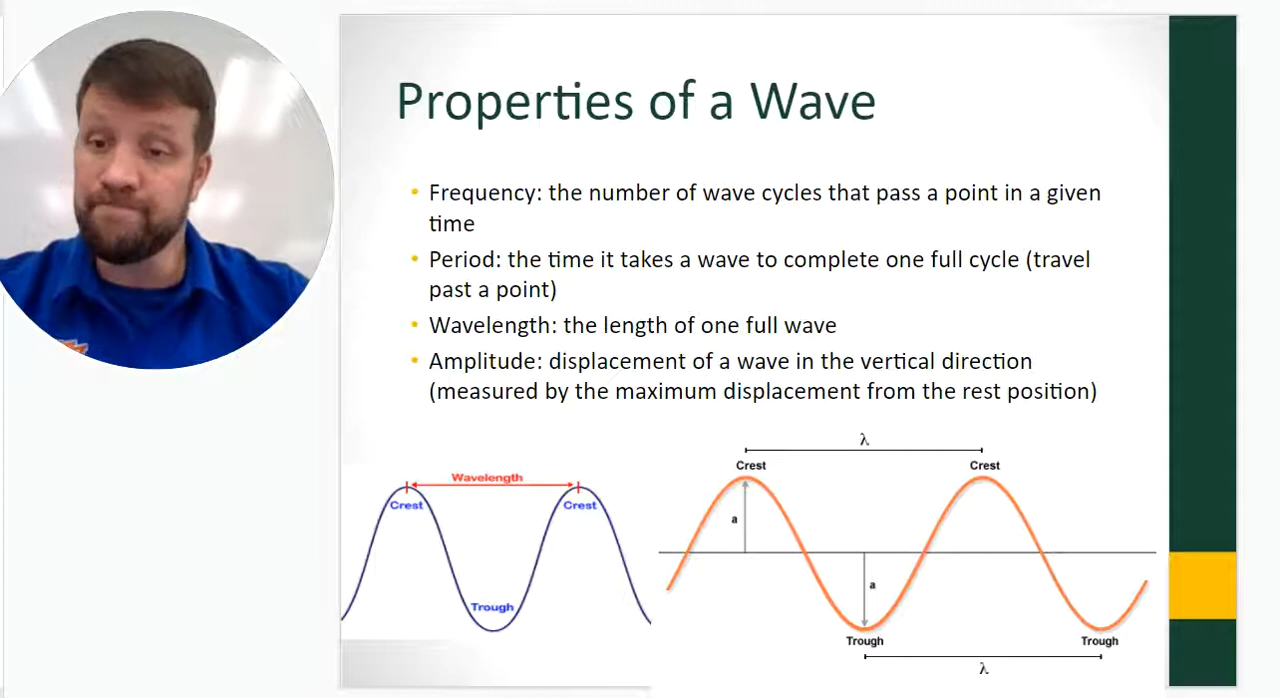 Properties of a Wave
• Frequency: the number of wave cycles that pass a point in a given
time
• Period: the time it takes a wave to complete one full cycle (travel
past a point)
• Wavelength: the length of one full wave
• Amplitude: displacement of a wave in the vertical direction
(measured by the maximum displacement from the rest position)
Wavelength
Crest
Crest
Trough
λ
Crest
Crest
a
a
Trough
Trough
λ